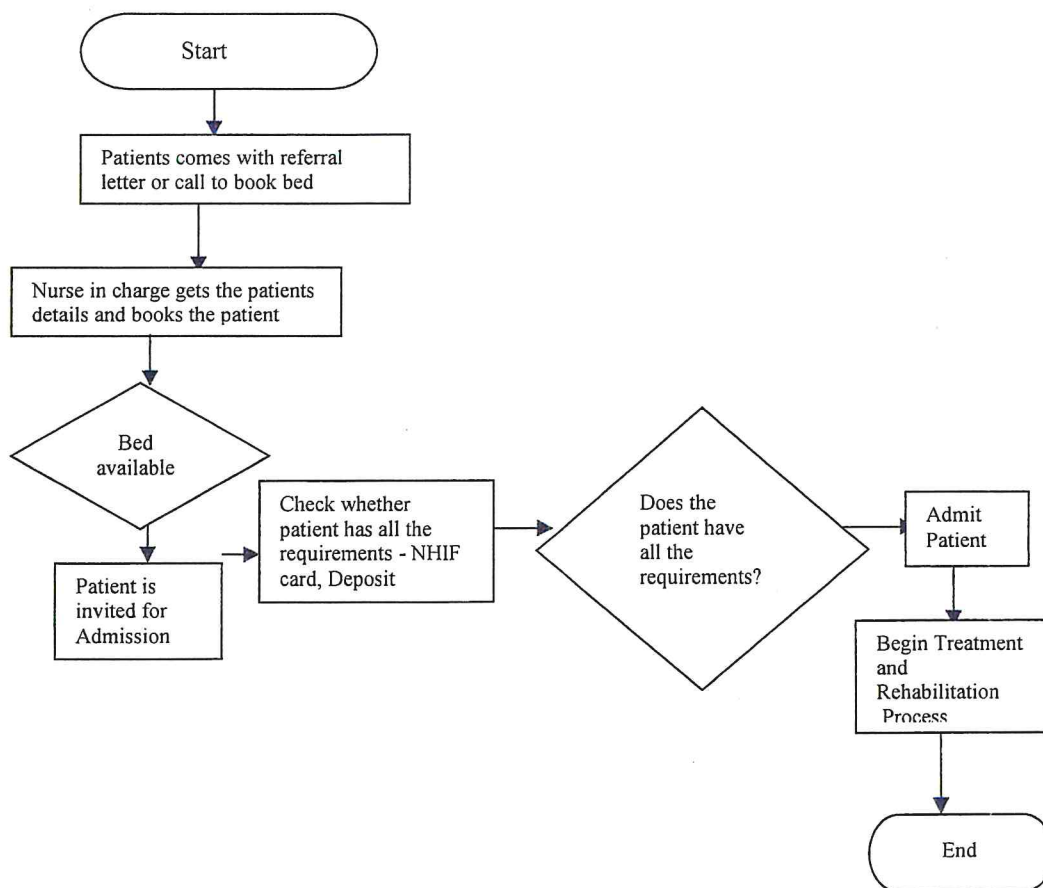 Start
Patients comes with referral
letter or call to book bed
Nurse in charge gets the patients
details and books the patient
Bed
available
Patient is
invited for
Admission
Check whether
patient has all the
requirements - NHIF
card, Deposit
Does the
patient have
all the
requirements?
Admit
Patient
Begin Treatment
and
Rehabilitation
Process
End